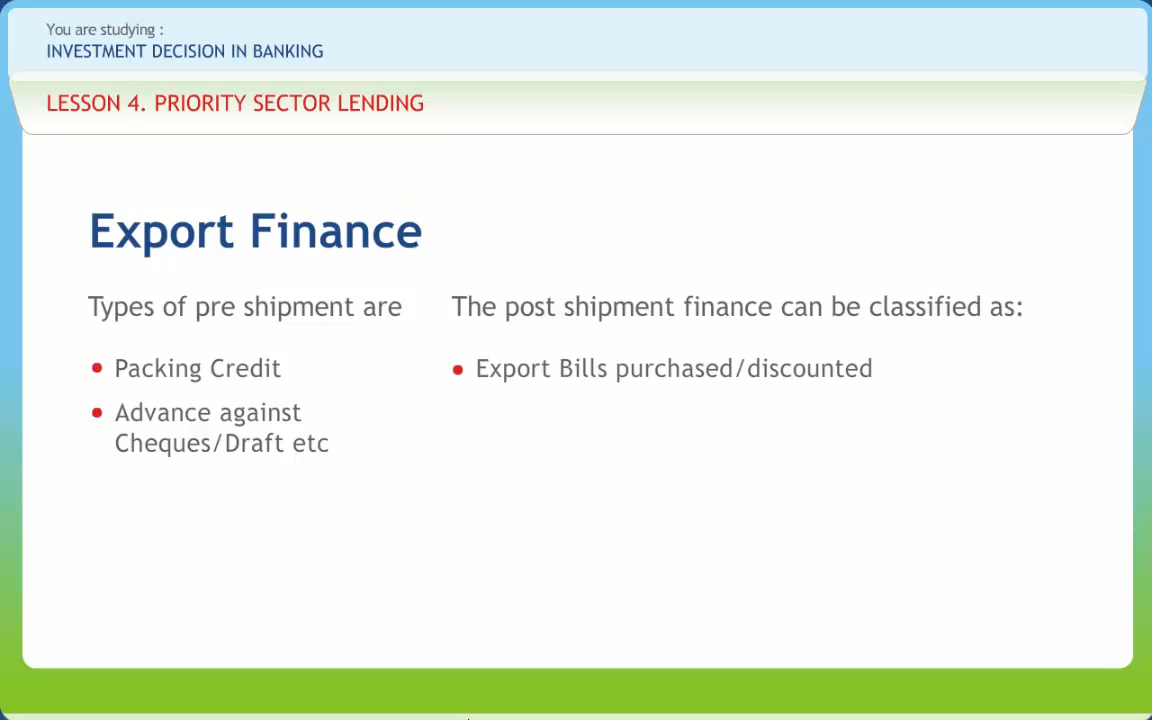 You are studying :
INVESTMENT DECISION IN BANKING
LESSON 4. PRIORITY SECTOR LENDING
Export Finance
Types of pre shipment are
Packing Credit
Advance against
Cheques/Draft etc
The post shipment finance can be classified as:
Export Bills purchased/discounted